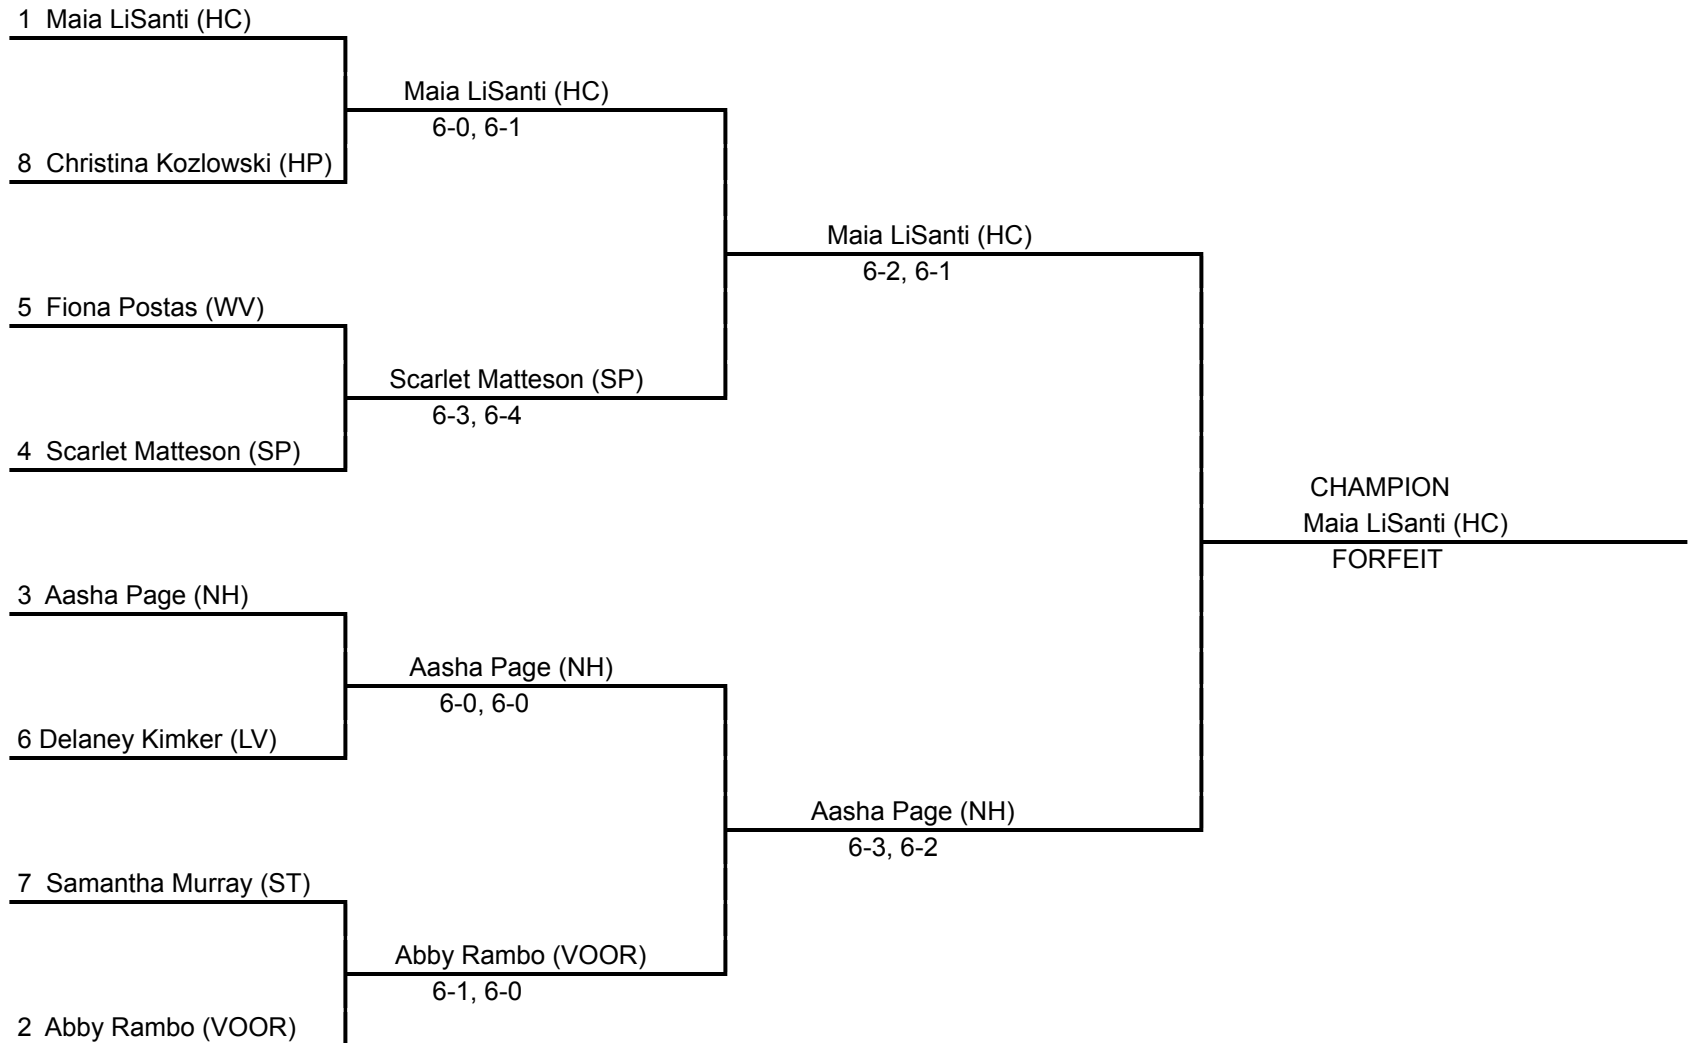 1 Maia LiSanti (HC)
Maia LiSanti (HC)
6-0, 6-1
8 Christina Kozlowski (HP)
Maia LiSanti (HC)
6-2, 6-1
5 Fiona Postas (WV)
Scarlet Matteson (SP)
6-3, 6-4
4 Scarlet Matteson (SP)
CHAMPION
Maia LiSanti (HC)
FORFEIT
3 Aasha Page (NH)
Aasha Page (NH)
6-0, 6-0
6 Delaney Kimker (LV)
Aasha Page (NH)
6-3, 6-2
7 Samantha Murray (ST)
Abby Rambo (VOOR)
6-1, 6-0
2 Abby Rambo (VOOR)